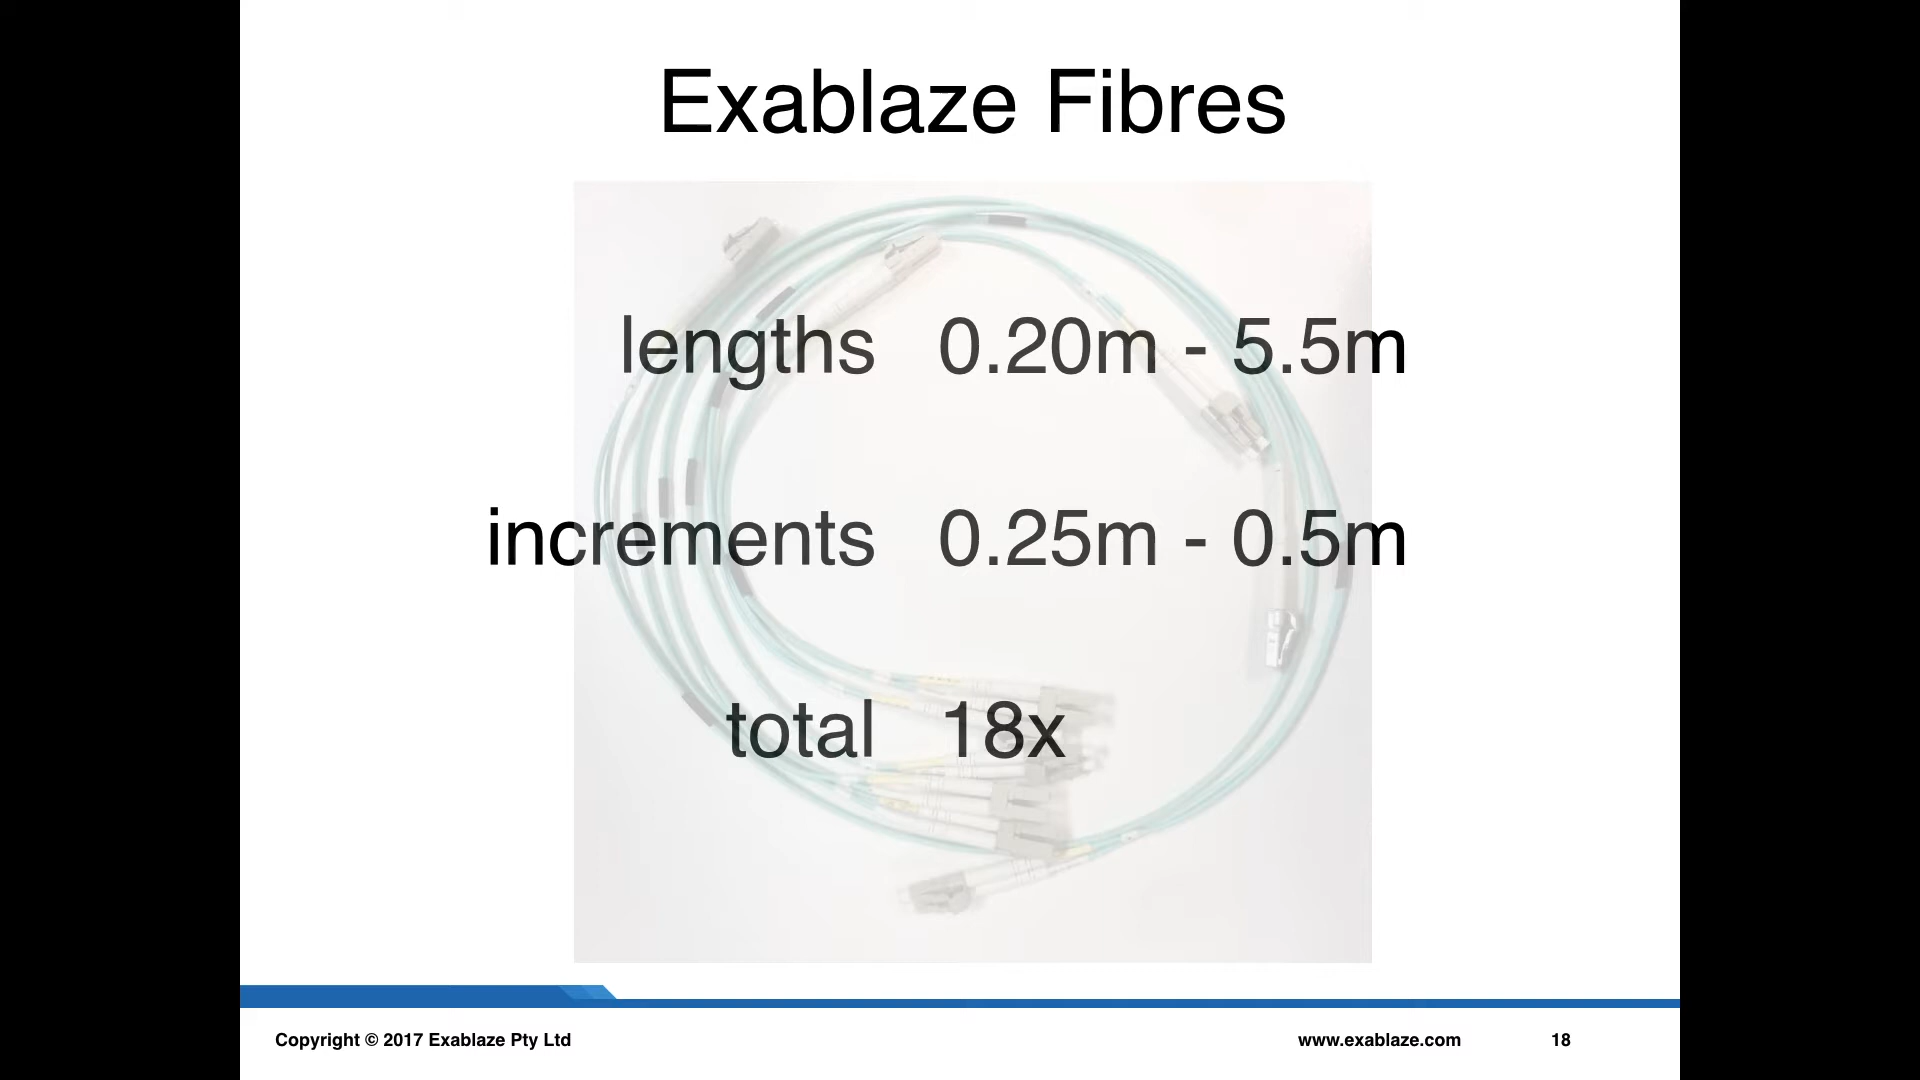 Exablaze Fibres
lengths 0.20m - 5.5m
increments 0.25m - 0.5m
total 18x
Copyright © 2017 Exablaze Pty Ltd www.exablaze.com 18